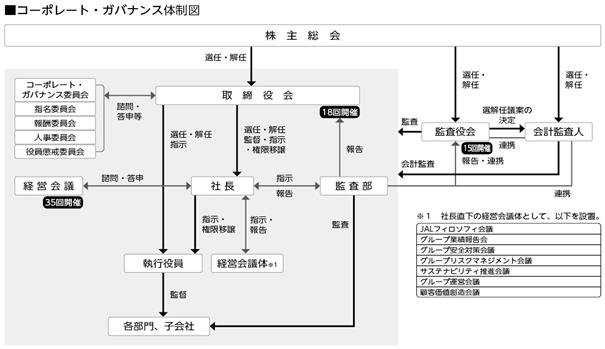 ■コーポレート・ガバナンス体制図
株主総会
選任・解任
選任・
解任
選任・
解任
コーポレート・
ガバナンス委員会
指名委員会
報酬委員会
人事委員会
役員懲戒委員会
諮問・
答申等
取締役会
18回開催
選解任議案の
決定
監査
監査役会
会計監査人
15回開催
連携
報告・連携
会計監査
連携
選任・解任
指示
選任・解任
監督・指示
・権限移譲
報告
経営会議
35回開催
諮問・答申
社長
指示
報告
監査部
指示・
権限移譲
指示・
報告
監査
執行役員
経営会議体※1
監督
各部門、子会社
※1 社長直下の経営会議体として、以下を設置。
JALフィロソフィ会議
グループ業績報告会
グループ安全対策会議
グループリスクマネジメント会議
サステナビリティ推進会議
グループ運営会議
顧客価値創造会議